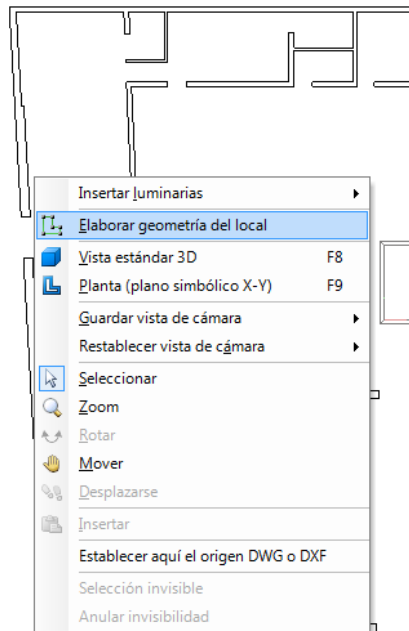 Insertar luminarias
Elaborar geometría del local
Vista estándar 3D F8
Planta (plano simbólico X-Y) F9
Guardar vista de cámara
Restablecer vista de cámara
Seleccionar
Zoom
Rotar
Mover
Desplazarse
Insertar
Establecer aquí el origen DWG o DXF
Selección invisible
Anular invisibilidad